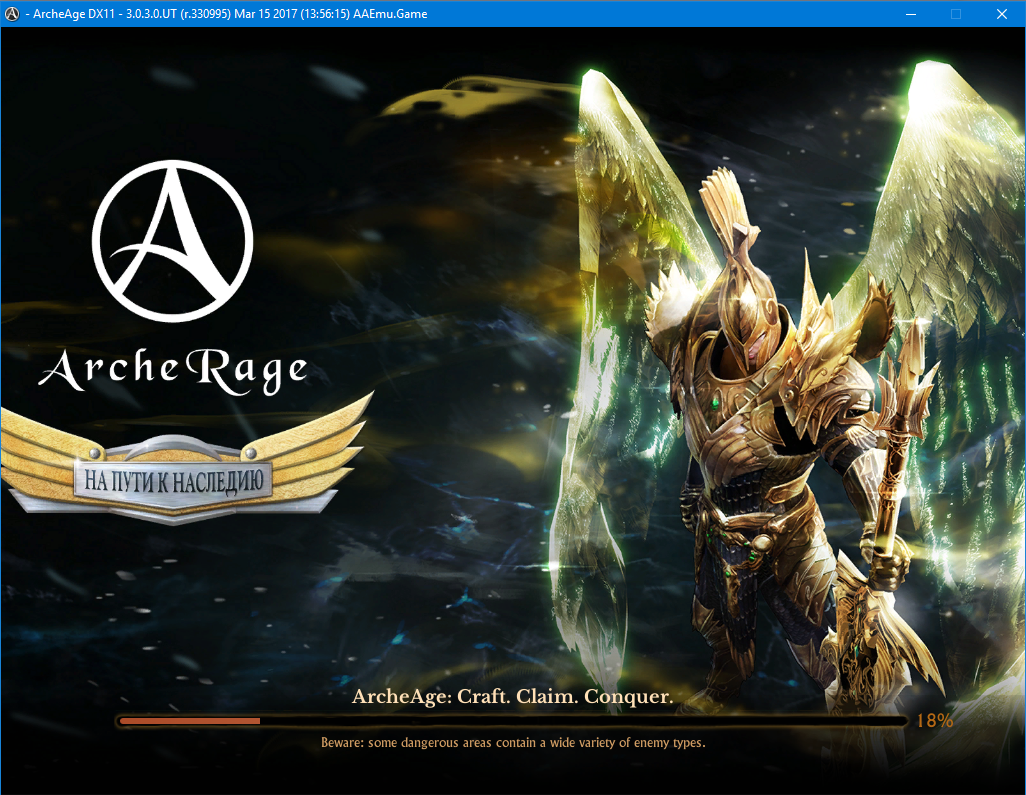 - ArcheAge DX11 - 3.0.3.0.UT (r.330995) Mar 15 2017 (13:56:15) AAEmu.Game
ArcheRage
НА ПУТИ К НАСЛЕДИЮ
ArcheAge: Craft. Claim. Conquer.
18%
Beware: some dangerous areas contain a wide variety of enemy types.